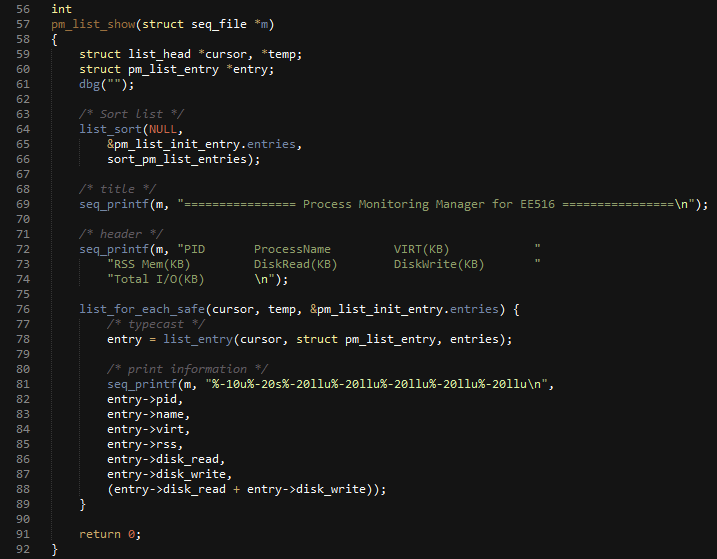 56 int
57 pm_list_show(struct seq_file *m)
58 {
59     struct list_head *cursor, *temp;
60     struct pm_list_entry *entry;
61     dbg("");
62
63     /* Sort list */
64     list_sort(NULL,
65         &pm_list_init_entry.entries,
66         sort_pm_list_entries);
67
68     /* title */
69     seq_printf(m, "================ Process Monitoring Manager for EE516 ================\n");
70
71     /* header */
72     seq_printf(m, "PID       ProcessName         VIRT(KB)            "
73         "RSS Mem(KB)         DiskRead(KB)        DiskWrite(KB)       "
74         "Total I/O(KB)       \n");
75
76     list_for_each_safe(cursor, temp, &pm_list_init_entry.entries) {
77         /* typecast */
78         entry = list_entry(cursor, struct pm_list_entry, entries);
79
80         /* print information */
81         seq_printf(m, "%-10u%-20s%-20llu%-20llu%-20llu%-20llu%-20llu\n",
82         entry->pid,
83         entry->name,
84         entry->virt,
85         entry->rss,
86         entry->disk_read,
87         entry->disk_write,
88         (entry->disk_read + entry->disk_write));
89     }
90
91     return 0;
92 }